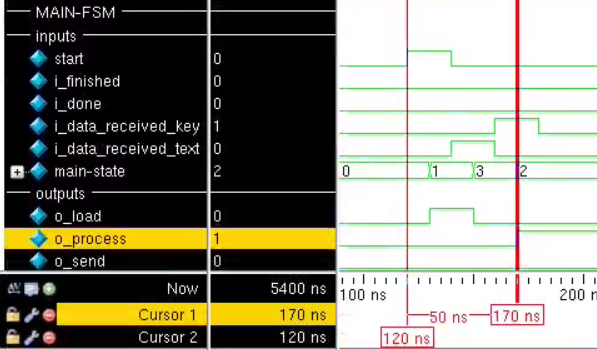 MAIN-FSM
inputs
start 0
i_finished 0
i_done 0
i_data_received_key 1
i_data_received_text 0
main-state 2 0 1 3 2
outputs
o_load 0
o_process 1
o_send 0
Now 5400 ns 100 ns 200 n
Cursor 1 170 ns 50 ns 170 ns
Cursor 2 120 ns 120 ns